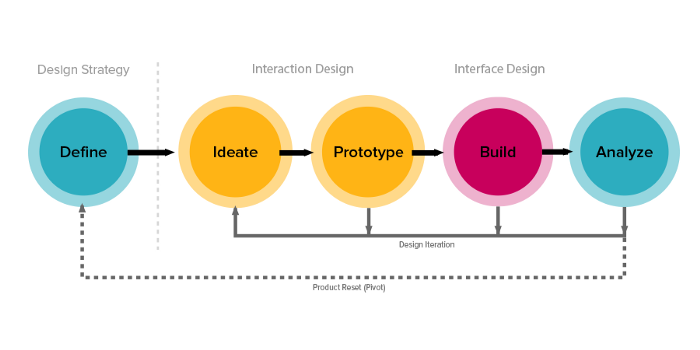 Design Strategy
Interaction Design
Interface Design
Define
Ideate
Prototype
Build
Analyze
Design Iteration
Product Reset (Pivot)